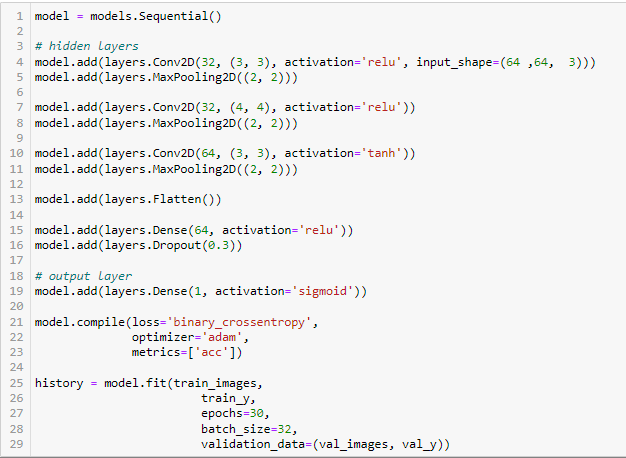 1 model = models.Sequential()
2
3 # hidden layers
4 model.add(layers.Conv2D(32, (3, 3), activation='relu', input_shape=(64 ,64,  3)))
5 model.add(layers.MaxPooling2D((2, 2)))
6
7 model.add(layers.Conv2D(32, (4, 4), activation='relu'))
8 model.add(layers.MaxPooling2D((2, 2)))
9
10 model.add(layers.Conv2D(64, (3, 3), activation='tanh'))
11 model.add(layers.MaxPooling2D((2, 2)))
12
13 model.add(layers.Flatten())
14
15 model.add(layers.Dense(64, activation='relu'))
16 model.add(layers.Dropout(0.3))
17
18 # output layer
19 model.add(layers.Dense(1, activation='sigmoid'))
20
21 model.compile(loss='binary_crossentropy',
22               optimizer='adam',
23               metrics=['acc'])
24
25 history = model.fit(train_images,
26                         train_y,
27                         epochs=30,
28                         batch_size=32,
29                         validation_data=(val_images, val_y))